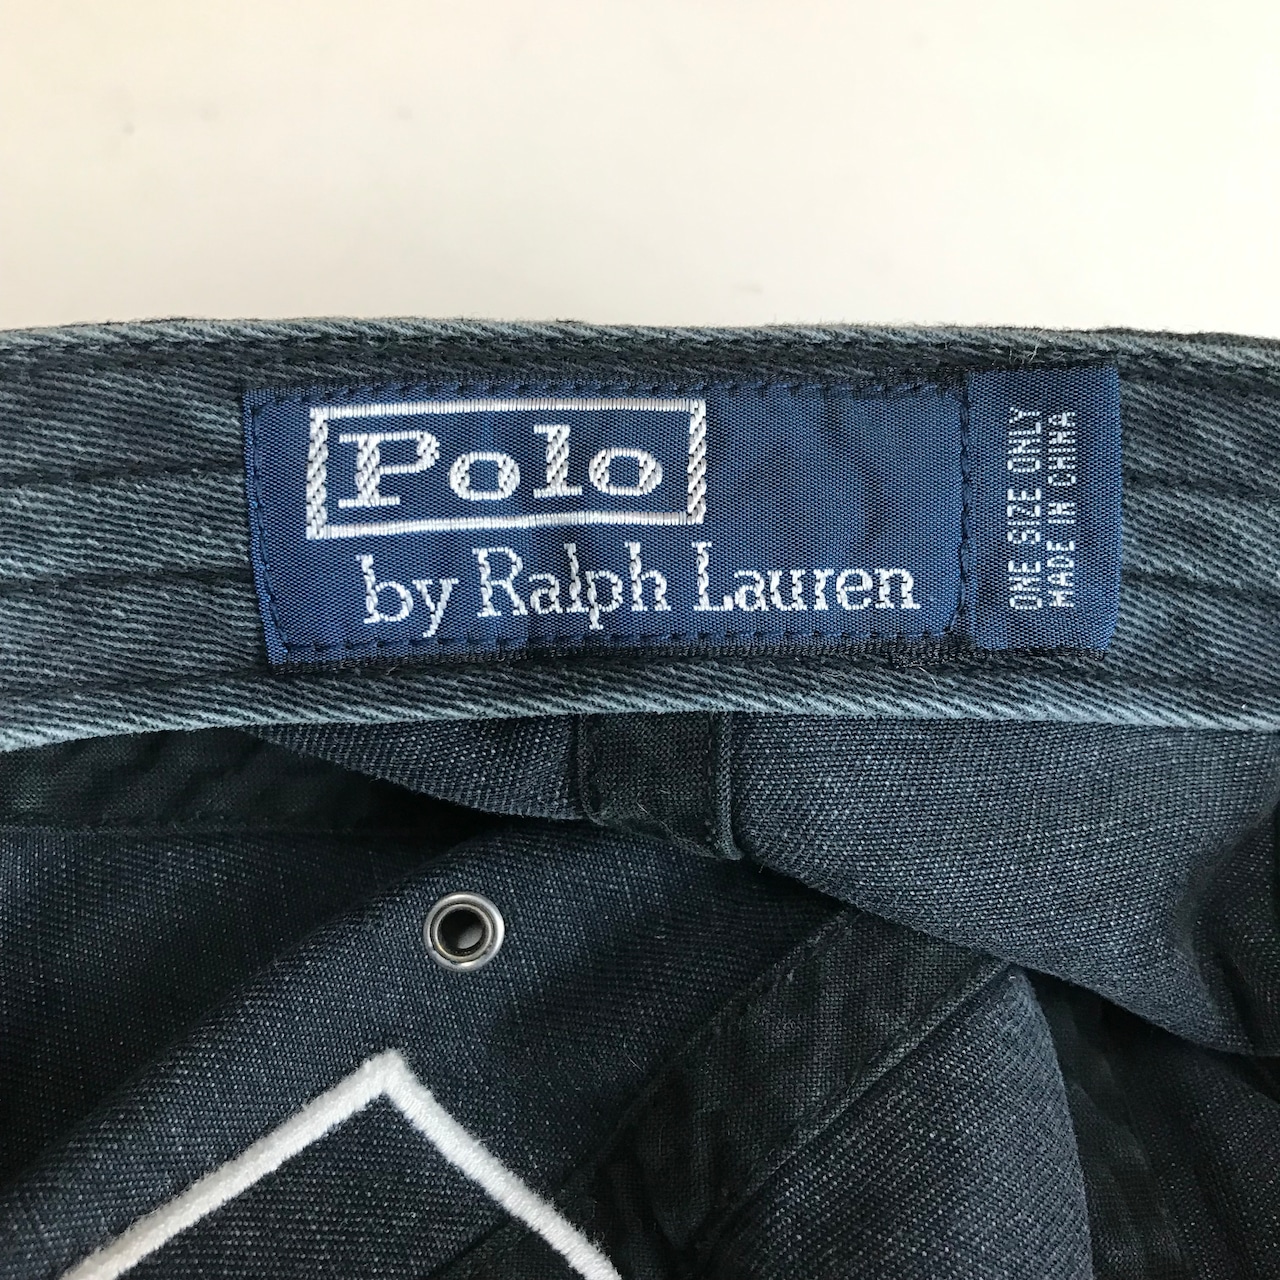 Polo
by Ralph Lauren
ONE SIZE ONLY
MADE IN CHINA